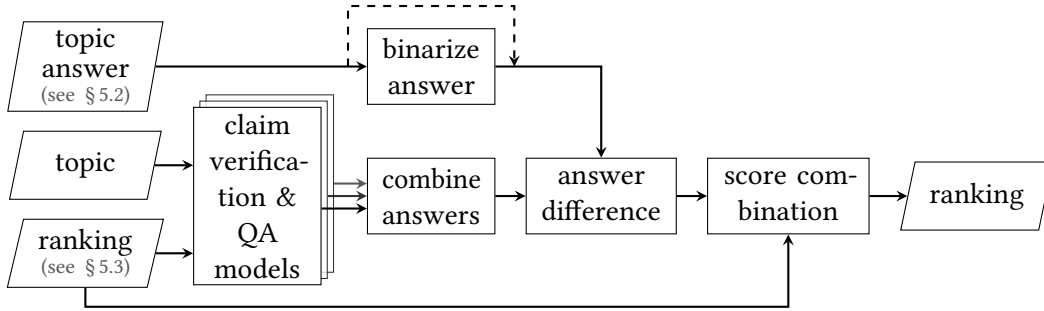 topic
answer
(see § 5.2)
binarize
answer
topic
claim
verifica-
tion &
QA
models
combine
answers
answer
difference
score com-
bination
ranking
ranking
(see § 5.3)